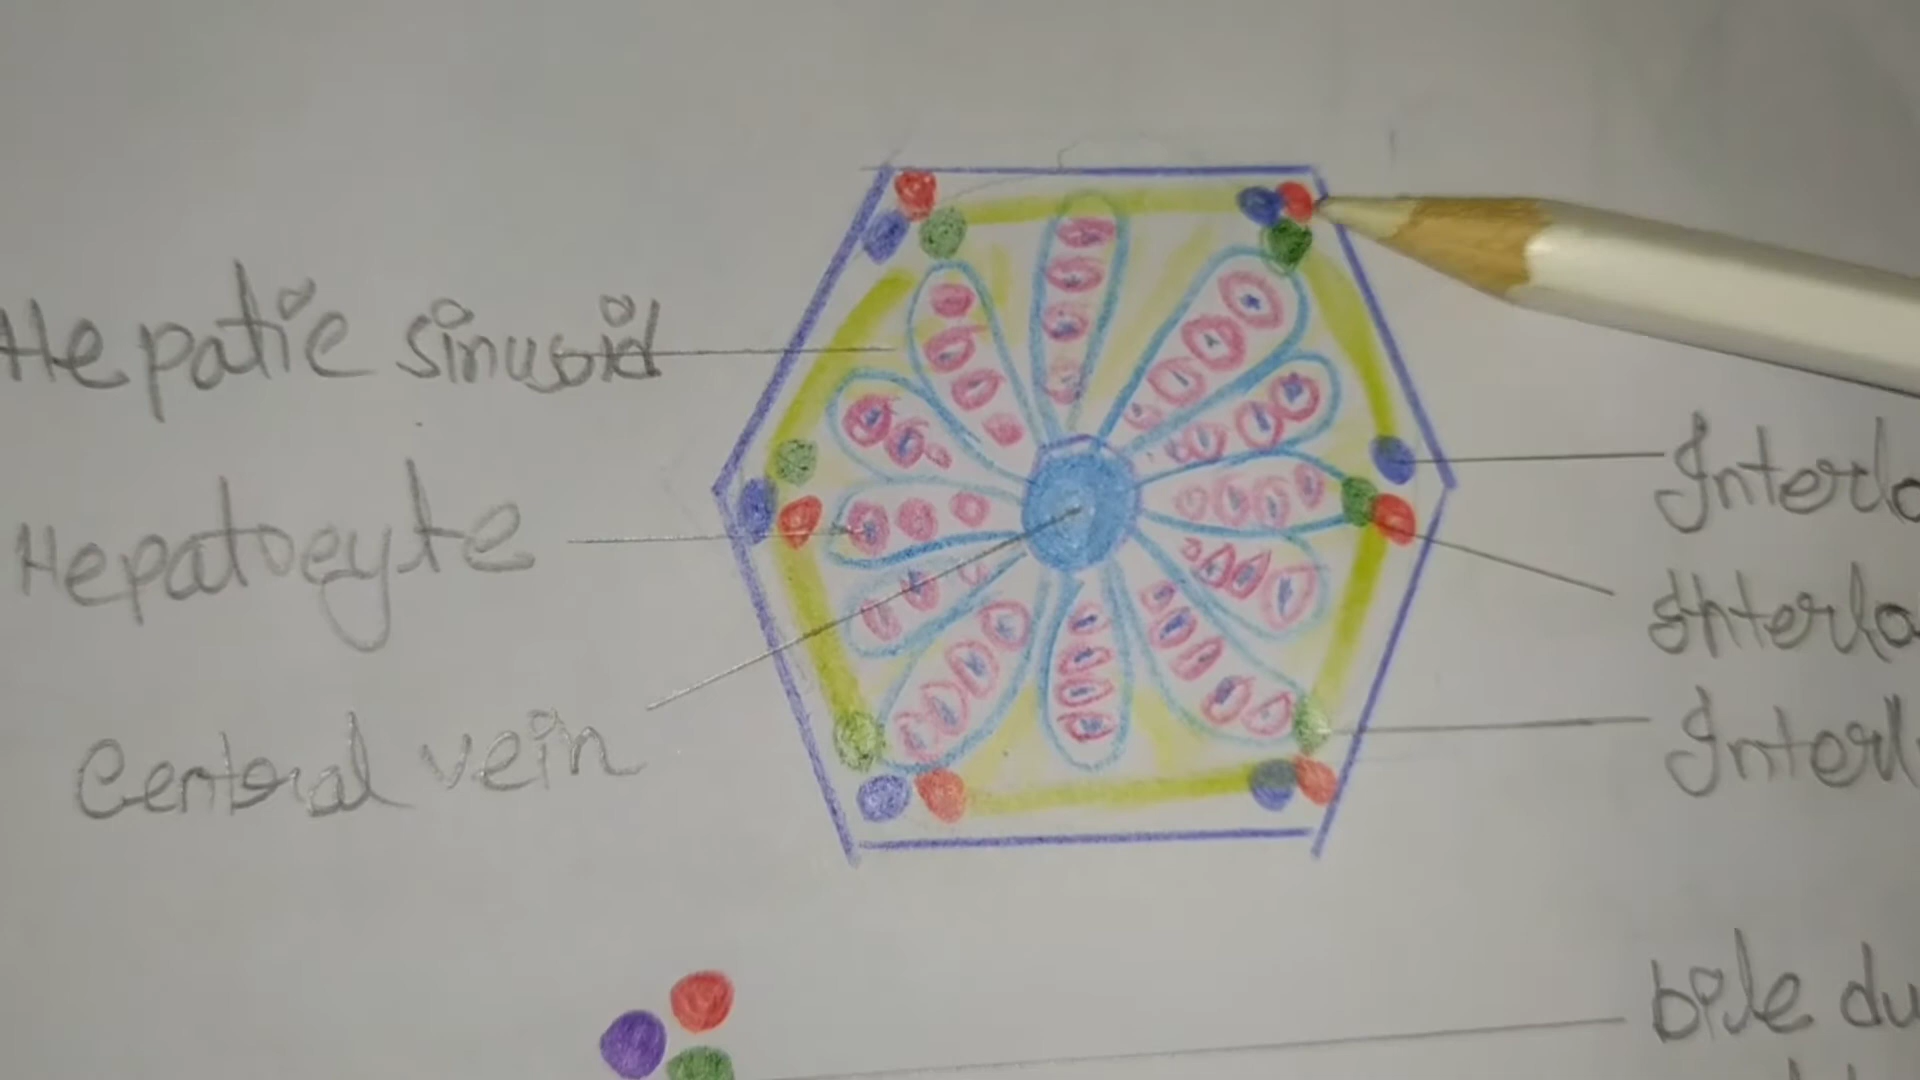 Hepatic sinusoid
Hepatocyte
Central vein
Interlo
Interlo
Interl
bile du